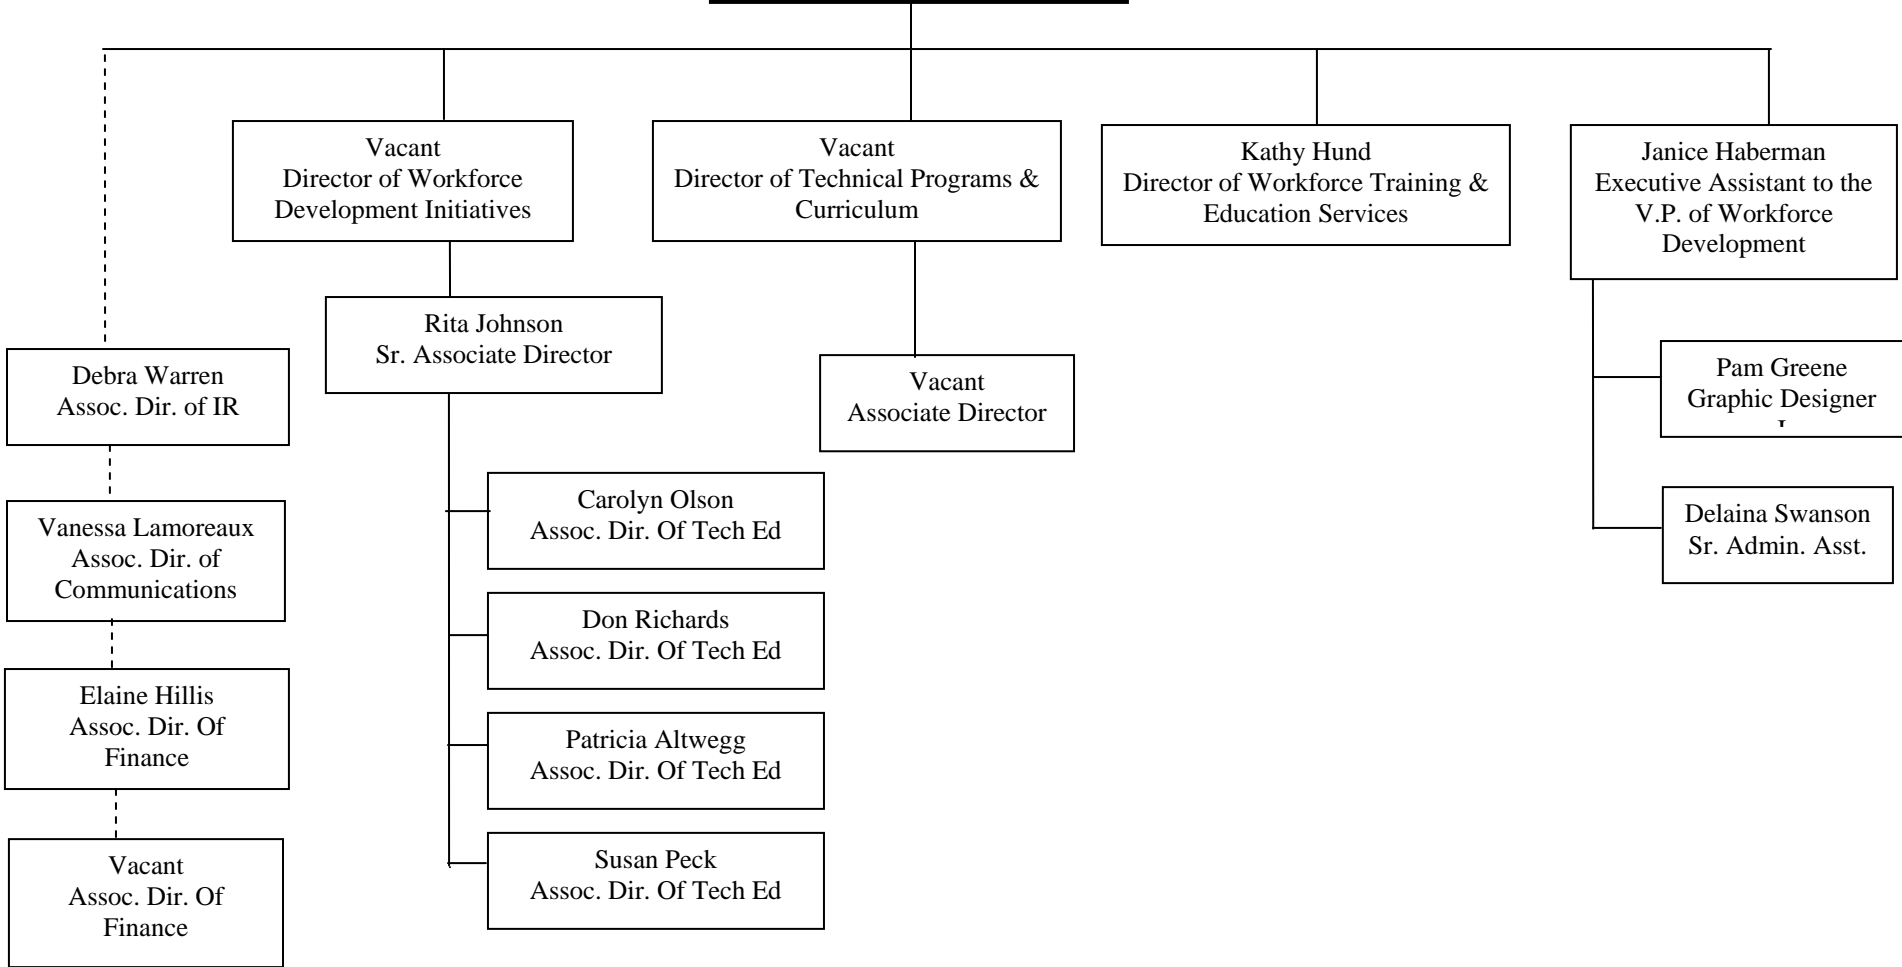 Vacant
Director of Workforce
Development Initiatives
Vacant
Director of Technical Programs &
Curriculum
Kathy Hund
Director of Workforce Training &
Education Services
Janice Haberman
Executive Assistant to the
V.P. of Workforce
Development
Rita Johnson
Sr. Associate Director
Debra Warren
Assoc. Dir. of IR
Vacant
Associate Director
Pam Greene
Graphic Designer
Carolyn Olson
Assoc. Dir. Of Tech Ed
Delaina Swanson
Sr. Admin. Asst.
Vanessa Lamoreaux
Assoc. Dir. of
Communications
Don Richards
Assoc. Dir. Of Tech Ed
Elaine Hillis
Assoc. Dir. Of
Finance
Patricia Altwegg
Assoc. Dir. Of Tech Ed
Vacant
Assoc. Dir. Of
Finance
Susan Peck
Assoc. Dir. Of Tech Ed